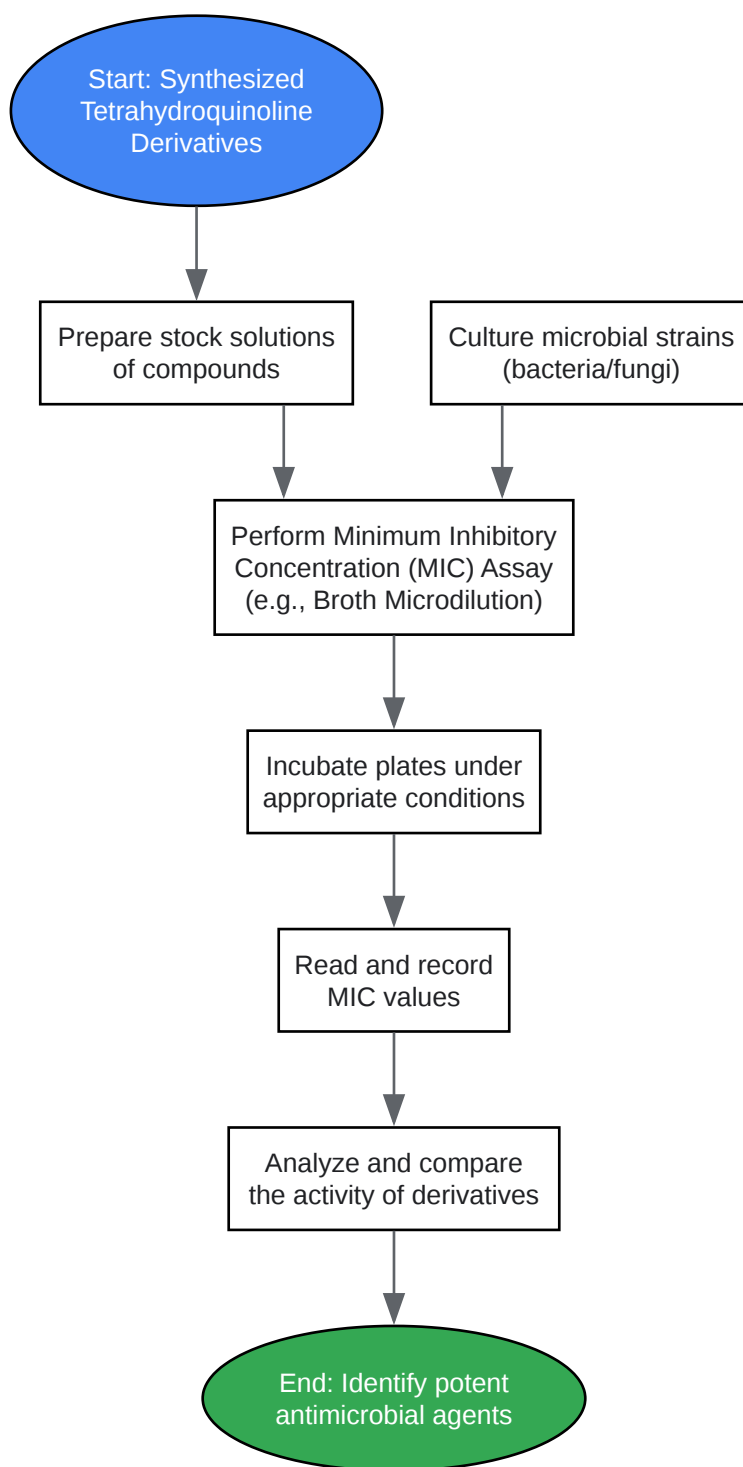 Start: Synthesized
Tetrahydroquinoline
Derivatives
Prepare stock solutions
of compounds
Culture microbial strains
(bacteria/fungi)
Perform Minimum Inhibitory
Concentration (MIC) Assay
(e.g., Broth Microdilution)
Incubate plates under
appropriate conditions
Read and record
MIC values
Analyze and compare
the activity of derivatives
End: Identify potent
antimicrobial agents